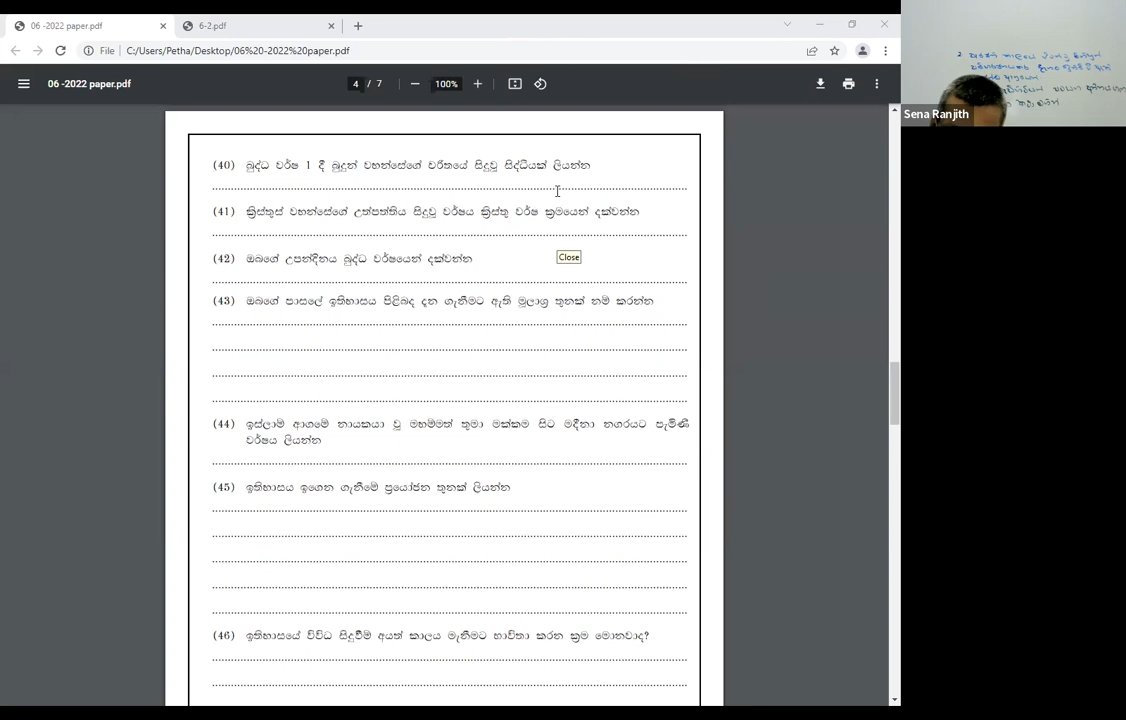 06 -2022 paper.pdf
6-2.pdf
File
C:/Users/Petha/Desktop/06%20-2022%20paper.pdf
06 -2022 paper.pdf
4 / 7
100%
Sena Ranjith
(40) බුද්ධ වර්ෂ 1 දී බුදුන් වහන්සේගේ චරිතයේ සිදුවූ සිද්ධියක් ලියන්න
(41) ක්‍රිස්තුස් වහන්සේගේ උත්පත්තිය සිදුවූ වර්ෂය ක්‍රිස්තු වර්ෂ ක්‍රමයෙන් දක්වන්න
(42) ඔබගේ උපන්දිනය බුද්ධ වර්ෂයෙන් දක්වන්න
Close
(43) ඔබගේ පාසලේ ඉතිහාසය පිළිබද දැන ගැනීමට ඇති මූලාශ්‍ර තුනක් නම් කරන්න
(44) ඉස්ලාම් ආගමේ නායකයා වූ මහම්මත් තුමා මක්කම සිට මදීනා නගරයට පැමිණි
වර්ෂය ලියන්න
(45) ඉතිහාසය ඉගෙන ගැනීමේ ප්‍රයෝජන තුනක් ලියන්න
(46) ඉතිහාසයේ විවිධ සිදුවීම් අයත් කාලය මැනීමට භාවිතා කරන ක්‍රම මොනවාද?